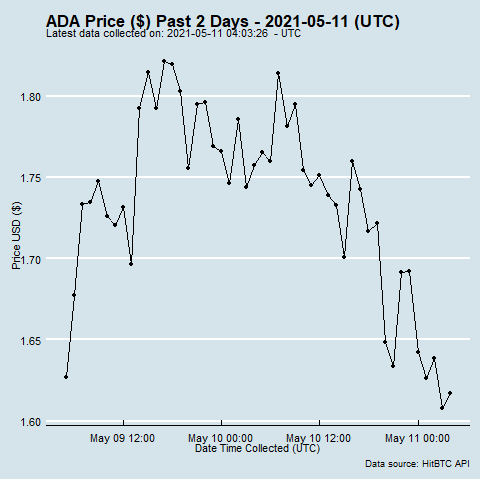 ADA Price ($) Past 2 Days - 2021-05-11 (UTC)
Latest data collected on: 2021-05-11 04:03:26  - UTC
Price USD ($)
1.80
1.75
1.70
1.65
1.60
May 09 12:00
May 10 00:00
May 10 12:00
May 11 00:00
Date Time Collected (UTC)
Data source: HitBTC API